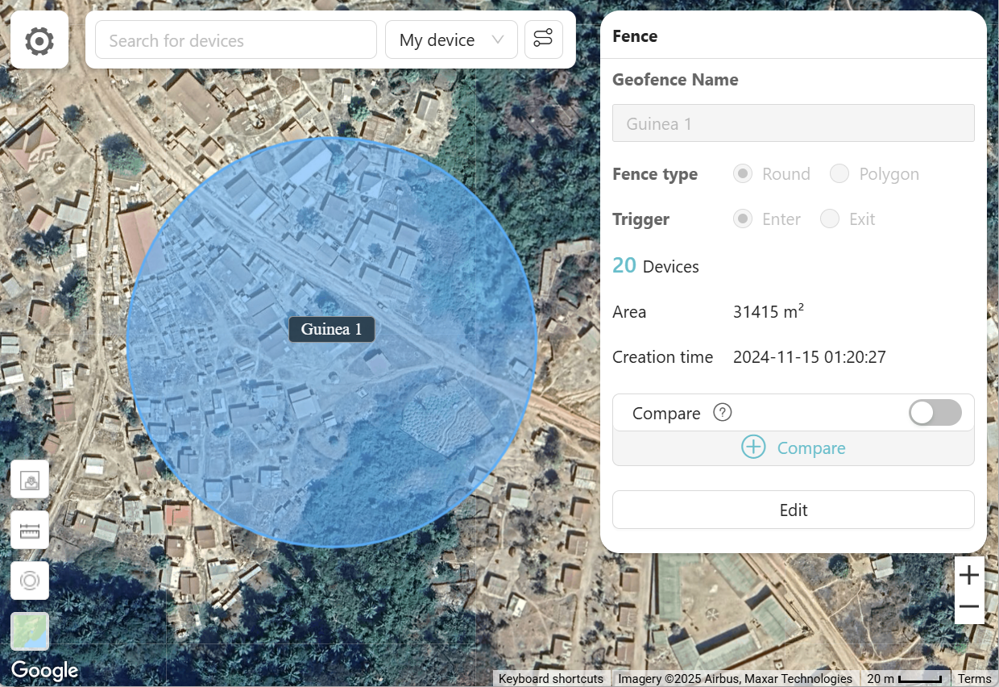 Search for devices
My device
Fence
Geofence Name
Guinea 1
Fence type
Round
Polygon
Trigger
Enter
Exit
20 Devices
Area
31415 m²
Guinea 1
Creation time
2024-11-15 01:20:27
Compare
?
Compare
Edit
+
−
Google
Keyboard shortcuts
Imagery ©2025 Airbus, Maxar Technologies
20 m
Terms